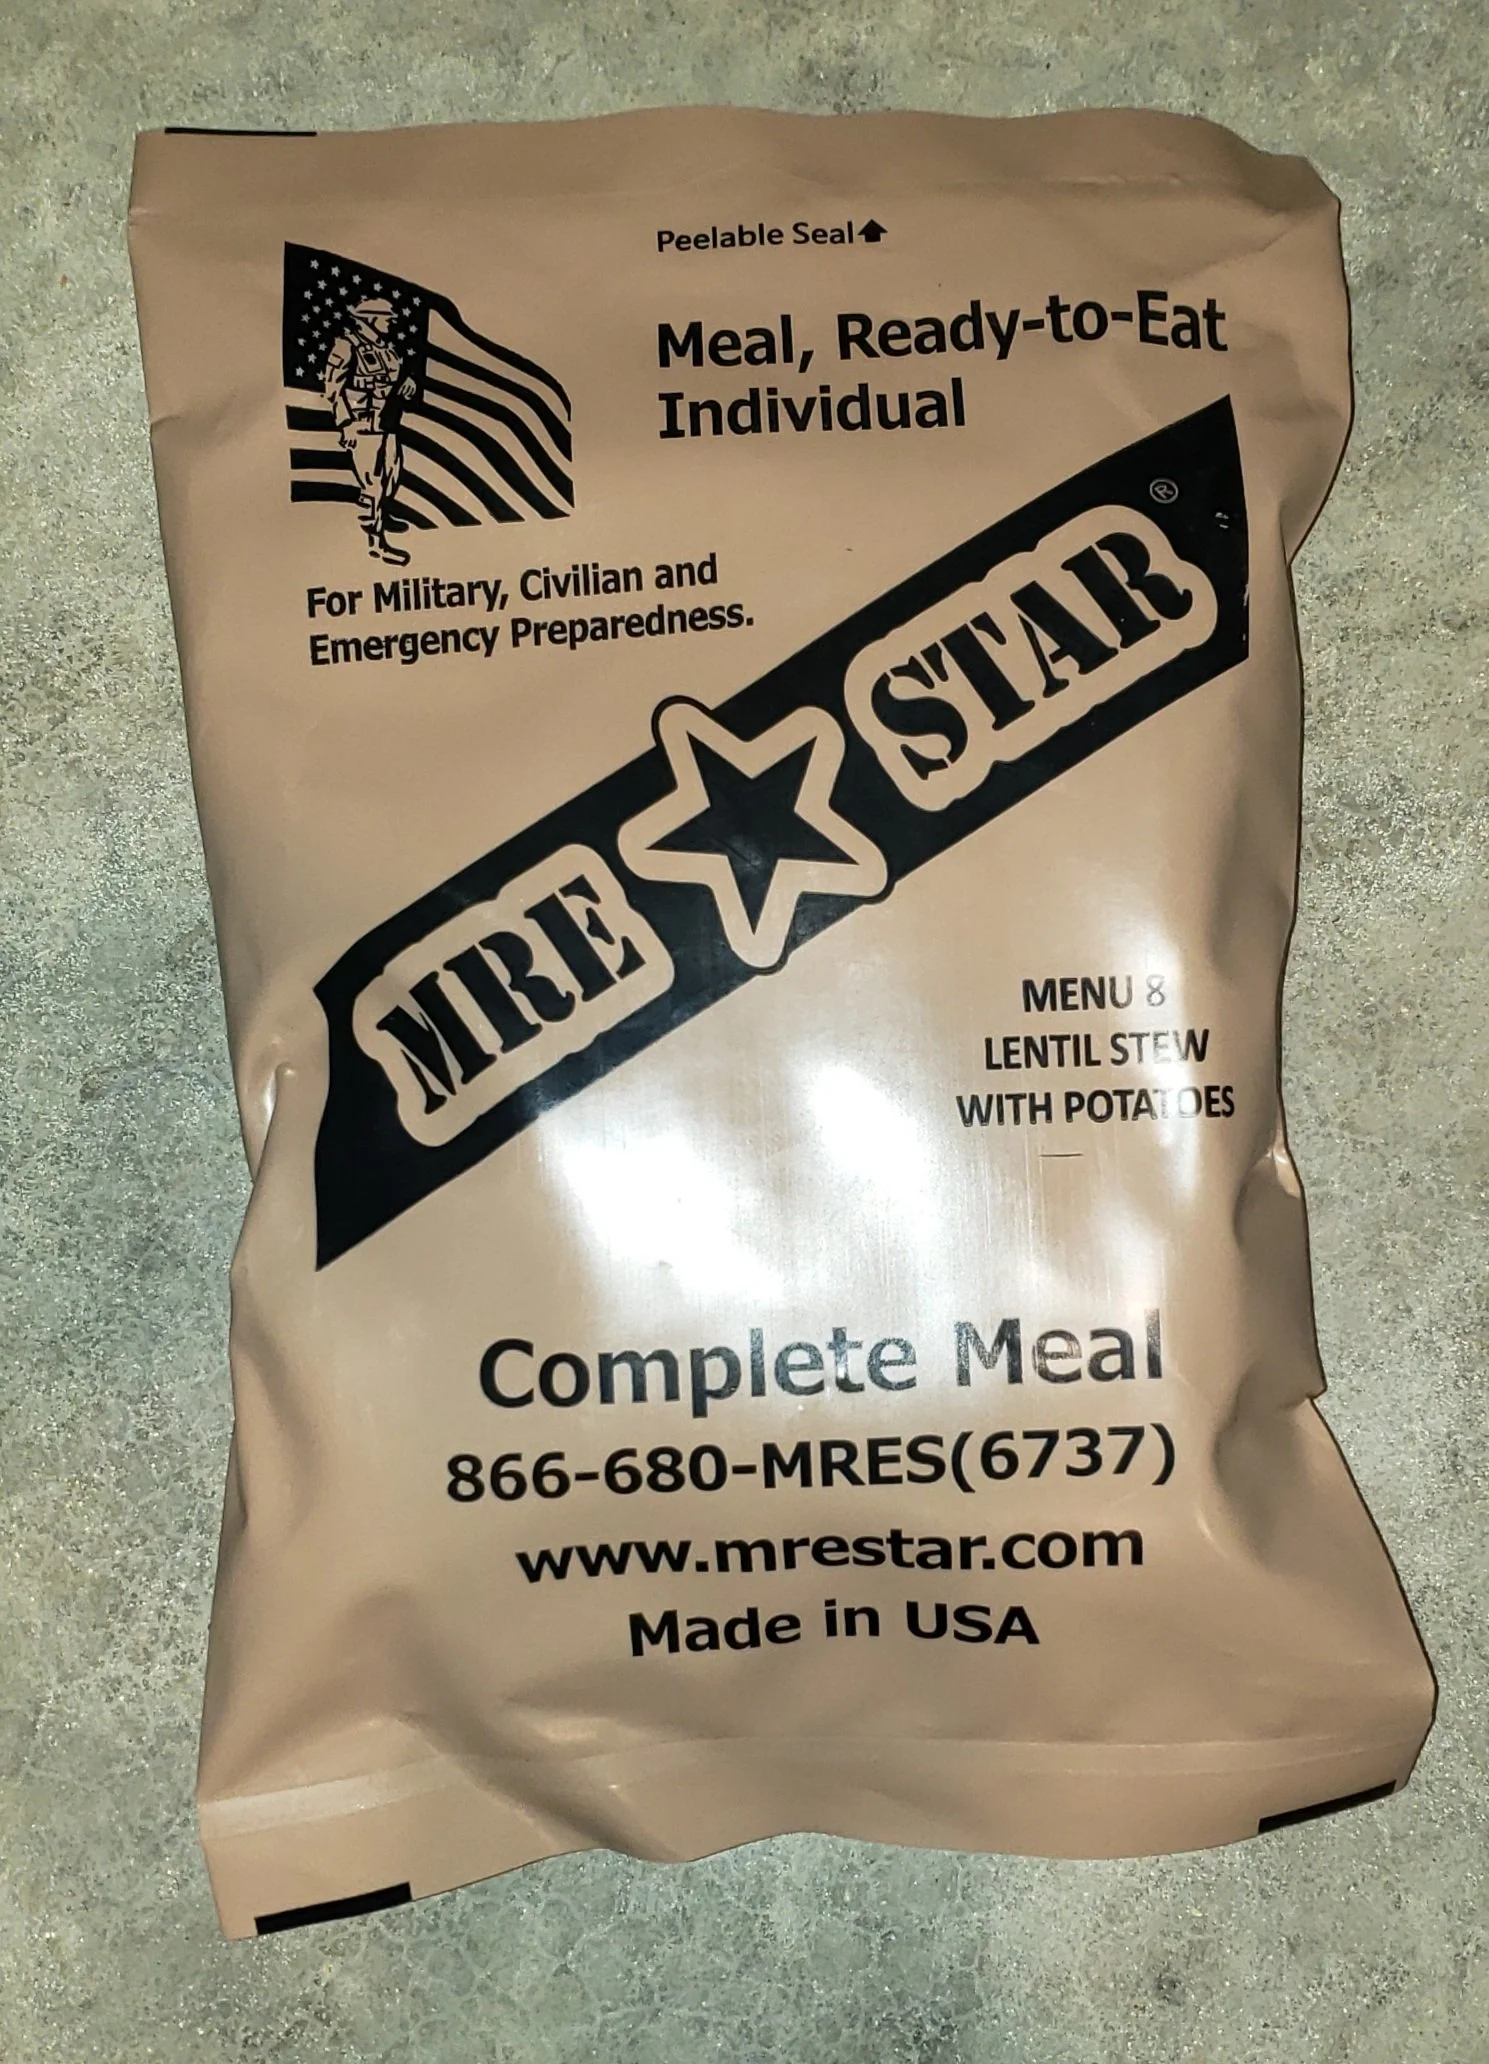 Peelable Seal
Meal, Ready-to-Eat
Individual
For Military, Civilian and
Emergency Preparedness.
MRE STAR®
MENU 8
LENTIL STEW
WITH POTATOES
Complete Meal
866-680-MRES(6737)
www.mrestar.com
Made in USA